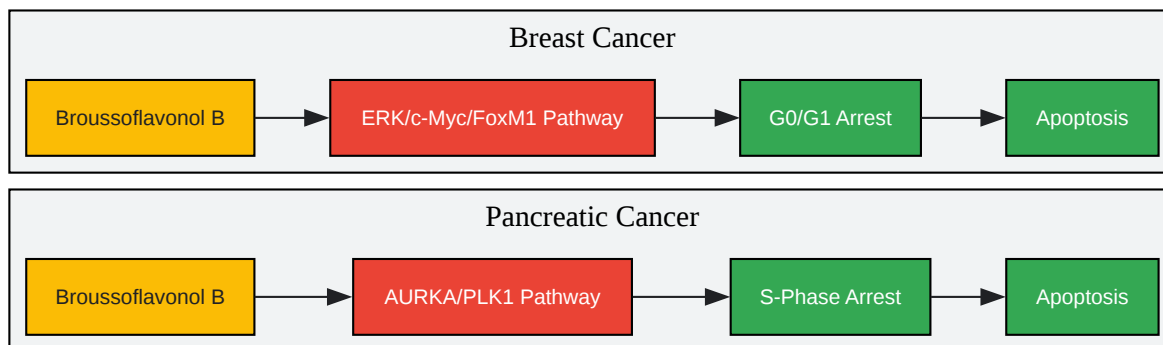 Breast Cancer
Broussoflavonol B
ERK/c-Myc/FoxM1 Pathway
G0/G1 Arrest
Apoptosis
Pancreatic Cancer
Broussoflavonol B
AURKA/PLK1 Pathway
S-Phase Arrest
Apoptosis